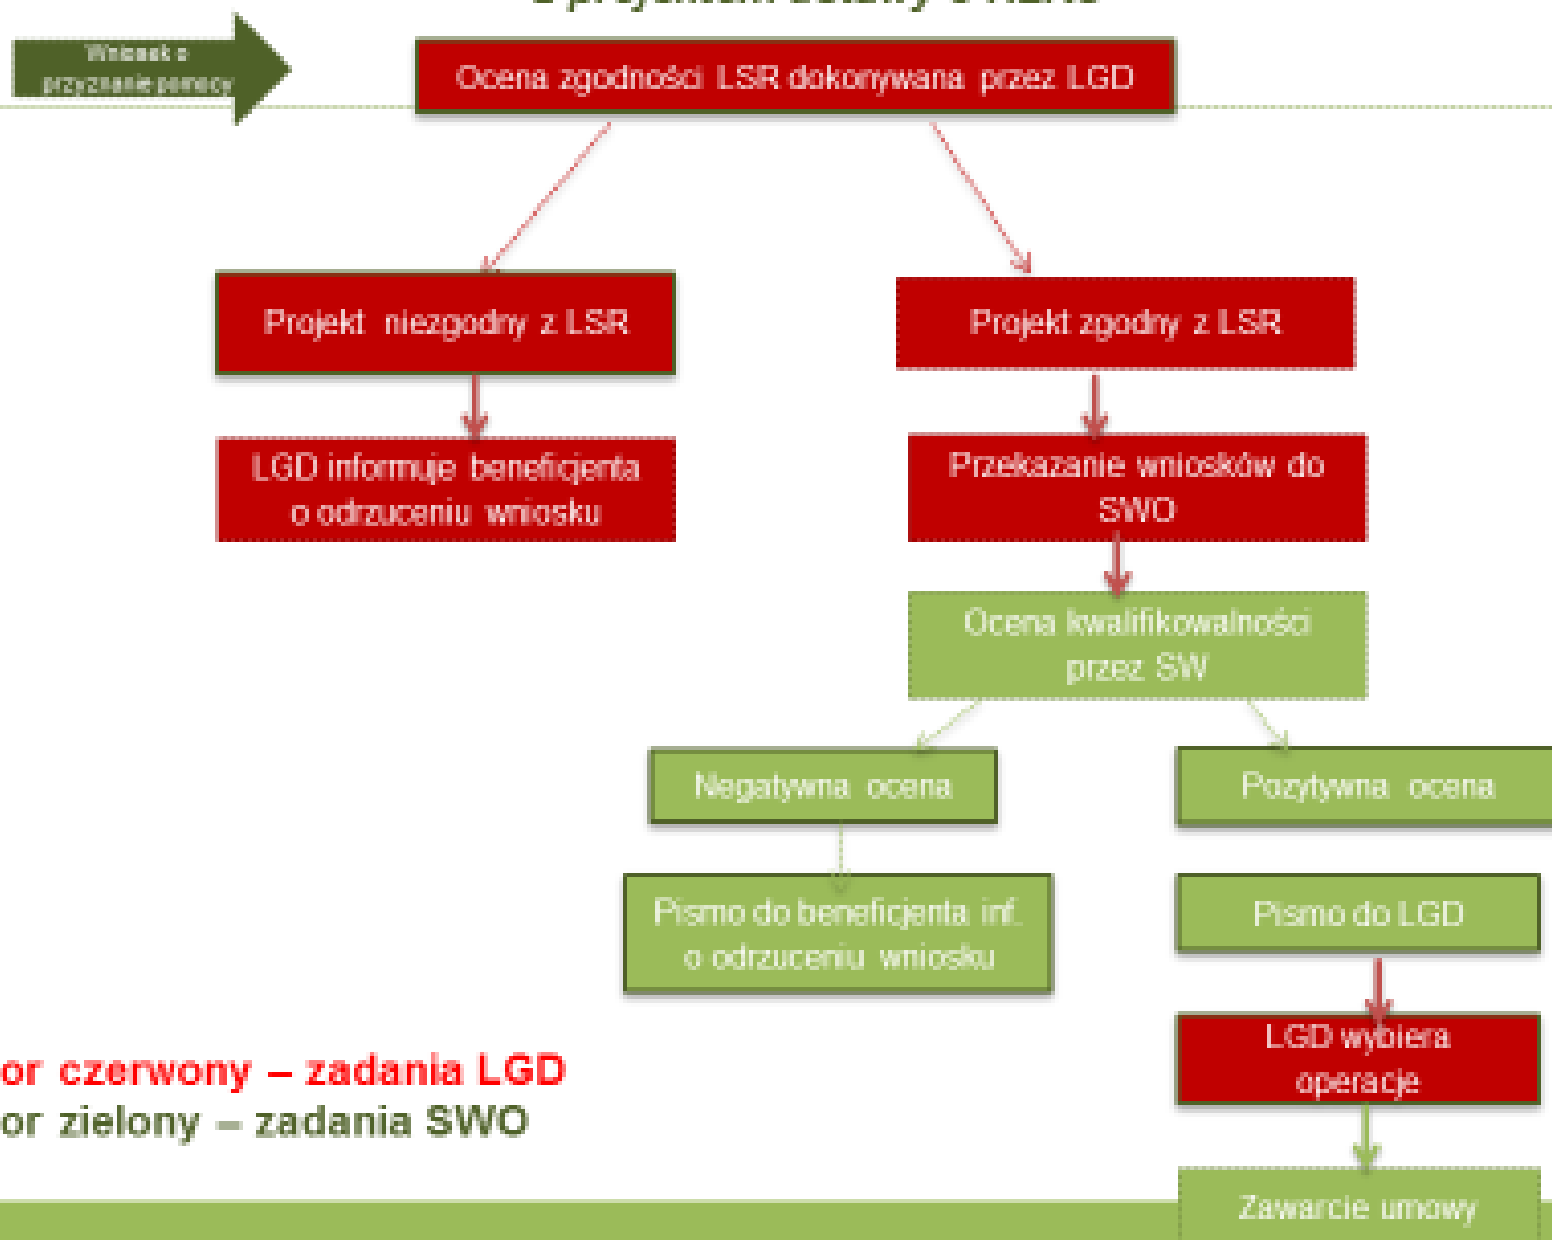 Wniosek o
przyznanie pomocy
Ocena zgodności LSR dokonywana przez LGD
Projekt niezgodny z LSR
Projekt zgodny z LSR
LGD informuje beneficjenta
o odrzuceniu wniosku
Przekazanie wniosków do
SWO
Ocena kwalifikowalności
przez SW
Negatywna ocena
Pozytywna ocena
Pismo do beneficjenta inf.
o odrzuceniu wniosku
Pismo do LGD
LGD wybiera
operacje
or czerwony – zadania LGD
or zielony – zadania SWO
Zawarcie umowy